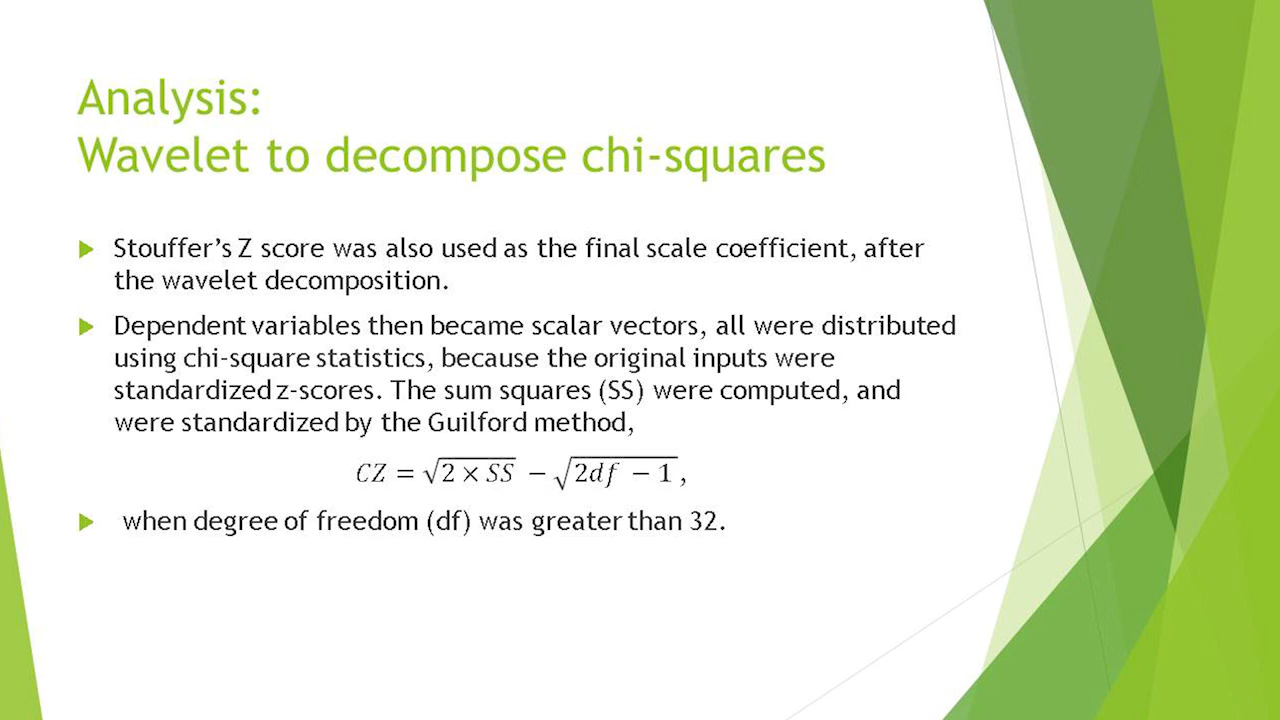 Analysis:
Wavelet to decompose chi-squares
Stouffer’s Z score was also used as the final scale coefficient, after
the wavelet decomposition.
Dependent variables then became scalar vectors, all were distributed
using chi-square statistics, because the original inputs were
standardized z-scores. The sum squares (SS) were computed, and
were standardized by the Guilford method,
CZ = √2 × SS − √2df − 1,
when degree of freedom (df) was greater than 32.